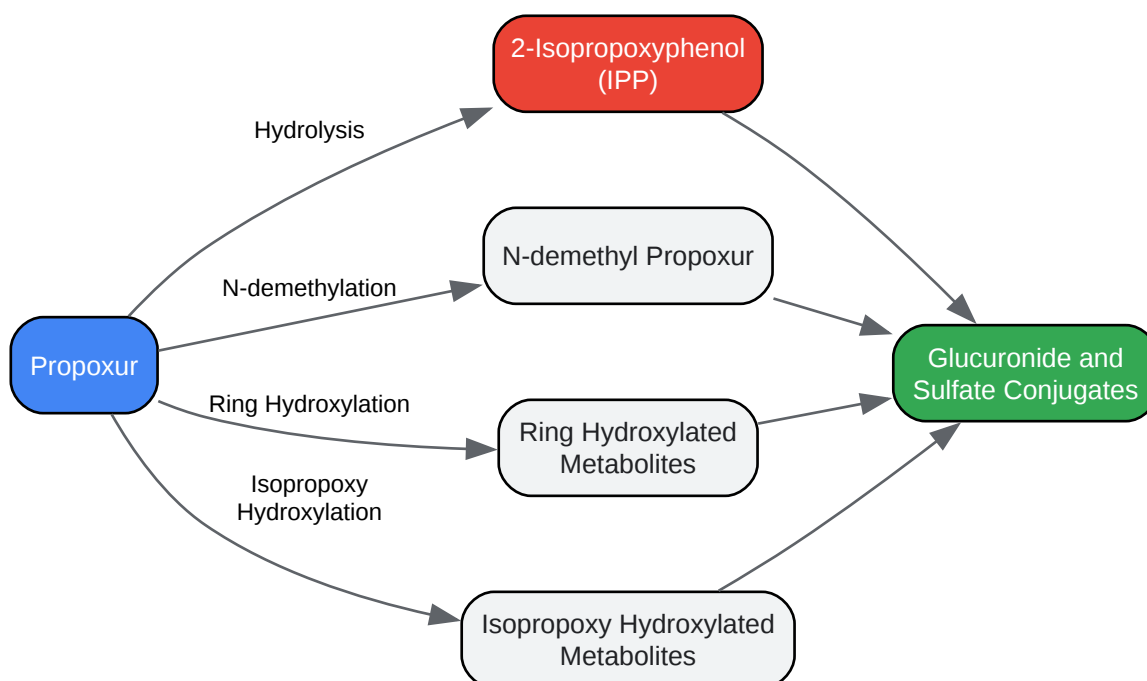 2-Isopropoxyphenol
(IPP)
Hydrolysis
N-demethyl Propoxur
N-demethylation
Propoxur
Glucuronide and
Sulfate Conjugates
Ring Hydroxylation
Ring Hydroxylated
Metabolites
Isopropoxy
Hydroxylation
Isopropoxy Hydroxylated
Metabolites